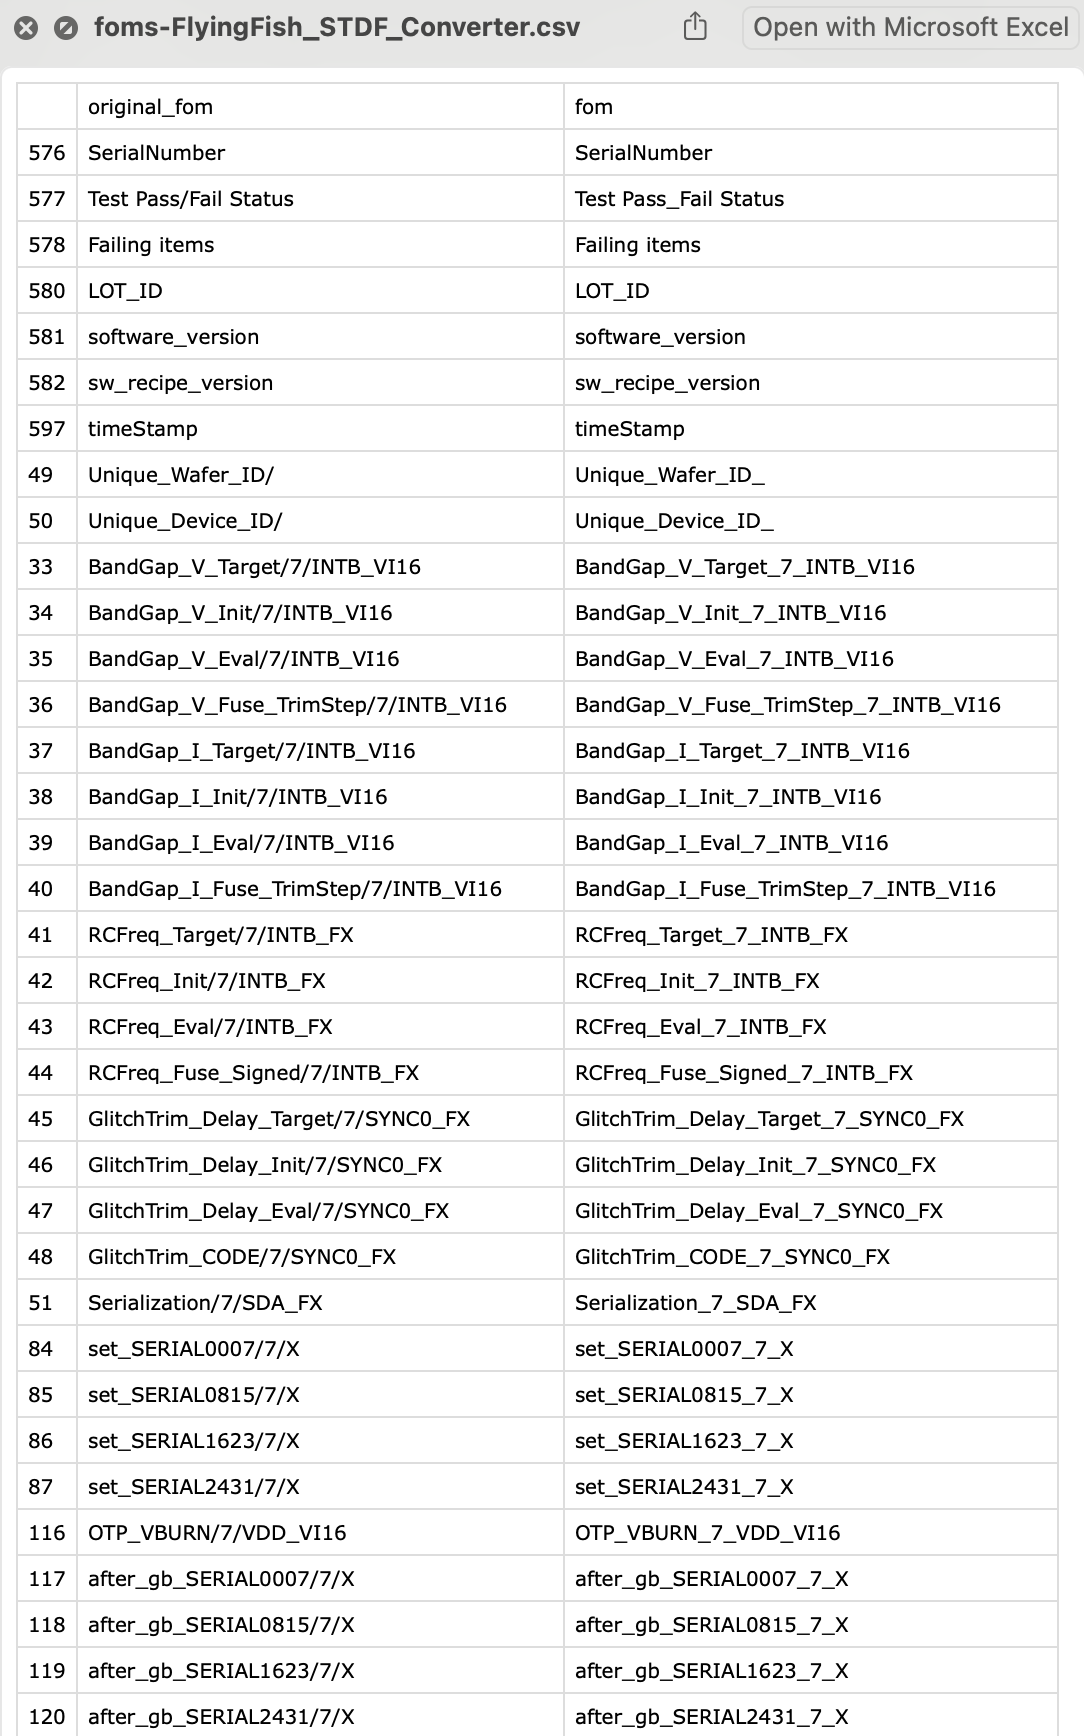 foms-FlyingFish_STDF_Converter.csv Open with Microsoft Excel
original_fom fom
576 SerialNumber SerialNumber
577 Test Pass/Fail Status Test Pass_Fail Status
578 Failing items Failing items
580 LOT_ID LOT_ID
581 software_version software_version
582 sw_recipe_version sw_recipe_version
597 timeStamp timeStamp
49 Unique_Wafer_ID/ Unique_Wafer_ID_
50 Unique_Device_ID/ Unique_Device_ID_
33 BandGap_V_Target/7/INTB_VI16 BandGap_V_Target_7_INTB_VI16
34 BandGap_V_Init/7/INTB_VI16 BandGap_V_Init_7_INTB_VI16
35 BandGap_V_Eval/7/INTB_VI16 BandGap_V_Eval_7_INTB_VI16
36 BandGap_V_Fuse_TrimStep/7/INTB_VI16 BandGap_V_Fuse_TrimStep_7_INTB_VI16
37 BandGap_I_Target/7/INTB_VI16 BandGap_I_Target_7_INTB_VI16
38 BandGap_I_Init/7/INTB_VI16 BandGap_I_Init_7_INTB_VI16
39 BandGap_I_Eval/7/INTB_VI16 BandGap_I_Eval_7_INTB_VI16
40 BandGap_I_Fuse_TrimStep/7/INTB_VI16 BandGap_I_Fuse_TrimStep_7_INTB_VI16
41 RCFreq_Target/7/INTB_FX RCFreq_Target_7_INTB_FX
42 RCFreq_Init/7/INTB_FX RCFreq_Init_7_INTB_FX
43 RCFreq_Eval/7/INTB_FX RCFreq_Eval_7_INTB_FX
44 RCFreq_Fuse_Signed/7/INTB_FX RCFreq_Fuse_Signed_7_INTB_FX
45 GlitchTrim_Delay_Target/7/SYNC0_FX GlitchTrim_Delay_Target_7_SYNC0_FX
46 GlitchTrim_Delay_Init/7/SYNC0_FX GlitchTrim_Delay_Init_7_SYNC0_FX
47 GlitchTrim_Delay_Eval/7/SYNC0_FX GlitchTrim_Delay_Eval_7_SYNC0_FX
48 GlitchTrim_CODE/7/SYNC0_FX GlitchTrim_CODE_7_SYNC0_FX
51 Serialization/7/SDA_FX Serialization_7_SDA_FX
84 set_SERIAL0007/7/X set_SERIAL0007_7_X
85 set_SERIAL0815/7/X set_SERIAL0815_7_X
86 set_SERIAL1623/7/X set_SERIAL1623_7_X
87 set_SERIAL2431/7/X set_SERIAL2431_7_X
116 OTP_VBURN/7/VDD_VI16 OTP_VBURN_7_VDD_VI16
117 after_gb_SERIAL0007/7/X after_gb_SERIAL0007_7_X
118 after_gb_SERIAL0815/7/X after_gb_SERIAL0815_7_X
119 after_gb_SERIAL1623/7/X after_gb_SERIAL1623_7_X
120 after_gb_SERIAL2431/7/X after_gb_SERIAL2431_7_X